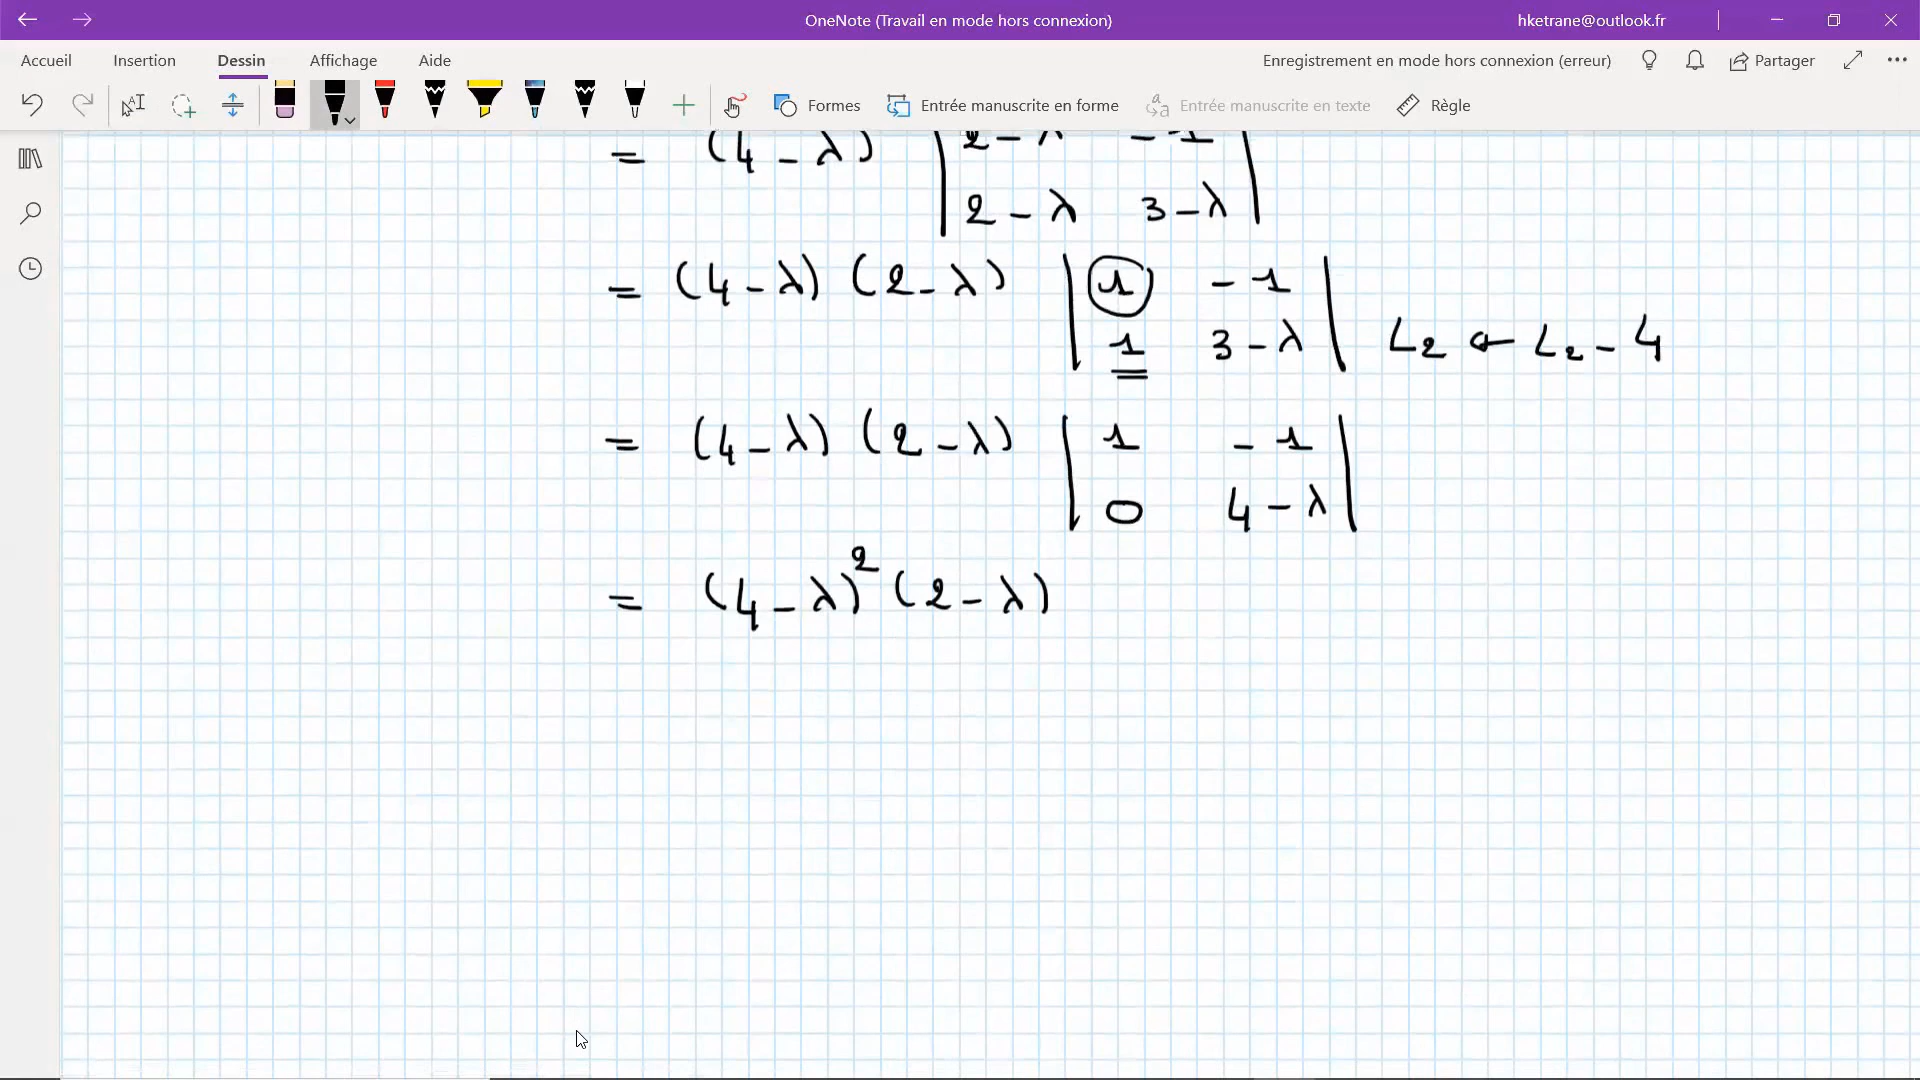 OneNote (Travail en mode hors connexion) hketrane@outlook.fr
Accueil Insertion Dessin Affichage Aide Enregistrement en mode hors connexion (erreur) Partager
Formes Entrée manuscrite en forme Entrée manuscrite en texte Règle
= (4 - λ) | 2 - λ - 1 |
| 2 - λ 3 - λ |
= (4 - λ) (2 - λ) | 1 - 1 |
| 1 3 - λ | L₂ ← L₂ - L₁
= (4 - λ) (2 - λ) | 1 - 1 |
| 0 4 - λ |
= (4 - λ)² (2 - λ)